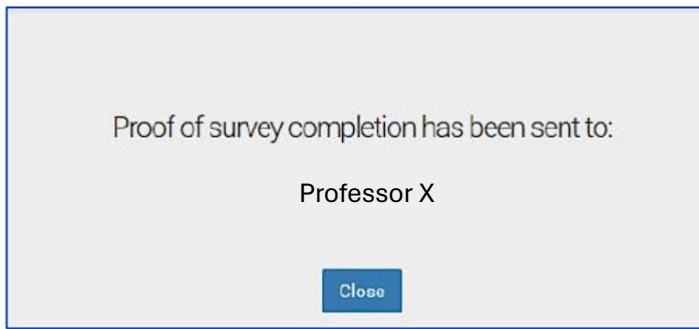 Proof of survey completion has been sent to:
Professor X
Close